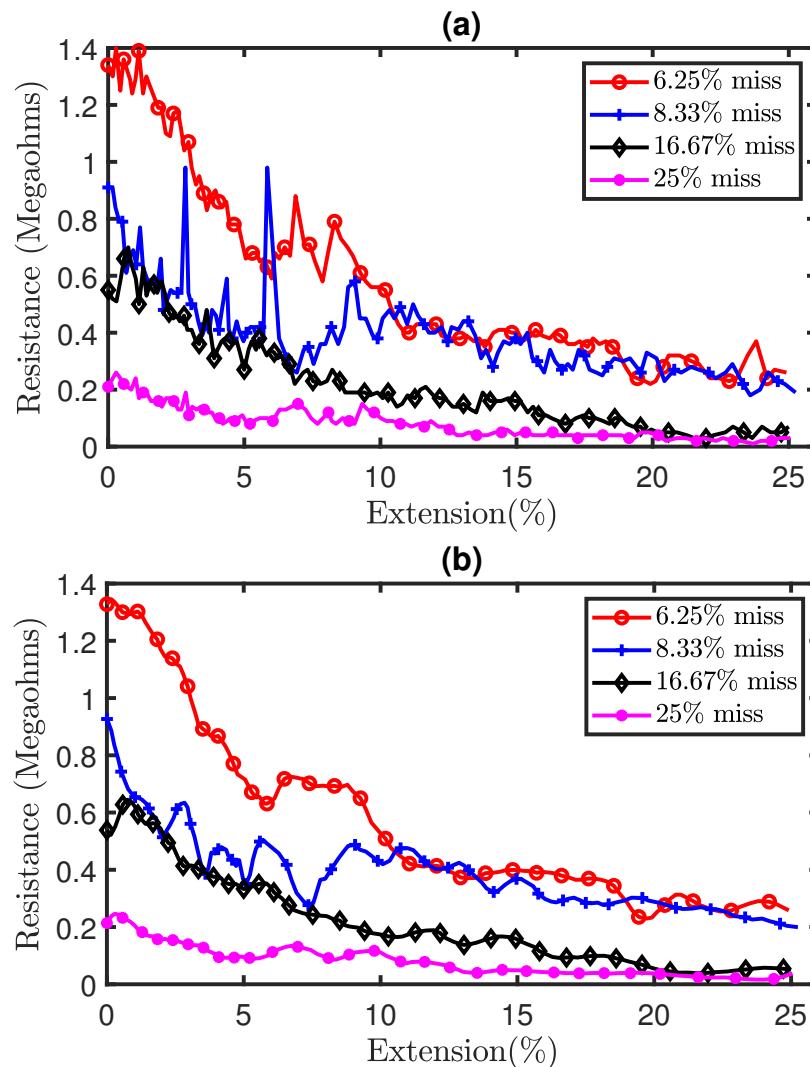 (a)
1.4
1.2
1
0.8
0.6
0.4
0.2
0
Resistance (Megaohms)
6.25% miss
8.33% miss
16.67% miss
25% miss
0 5 10 15 20 25
Extension(%)
(b)
1.4
1.2
1
0.8
0.6
0.4
0.2
0
Resistance (Megaohms)
6.25% miss
8.33% miss
16.67% miss
25% miss
0 5 10 15 20 25
Extension(%)